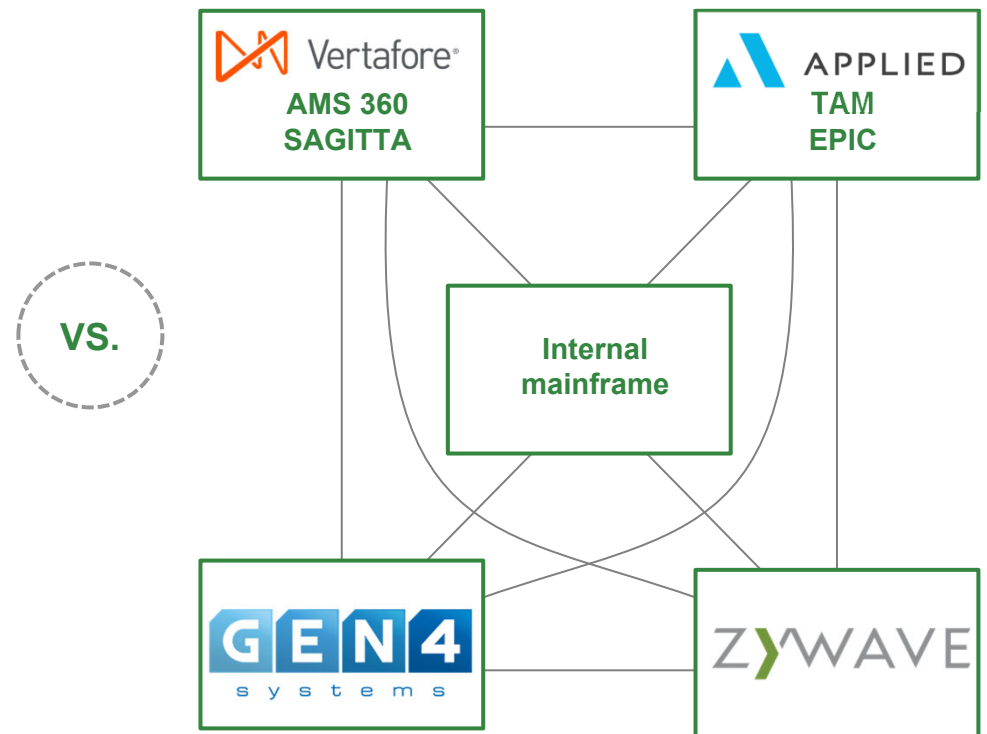 Vertafore®
AMS 360
SAGITTA
APPLIED
TAM
EPIC
VS.
Internal
mainframe
GEN4
systems
ZYWAVE